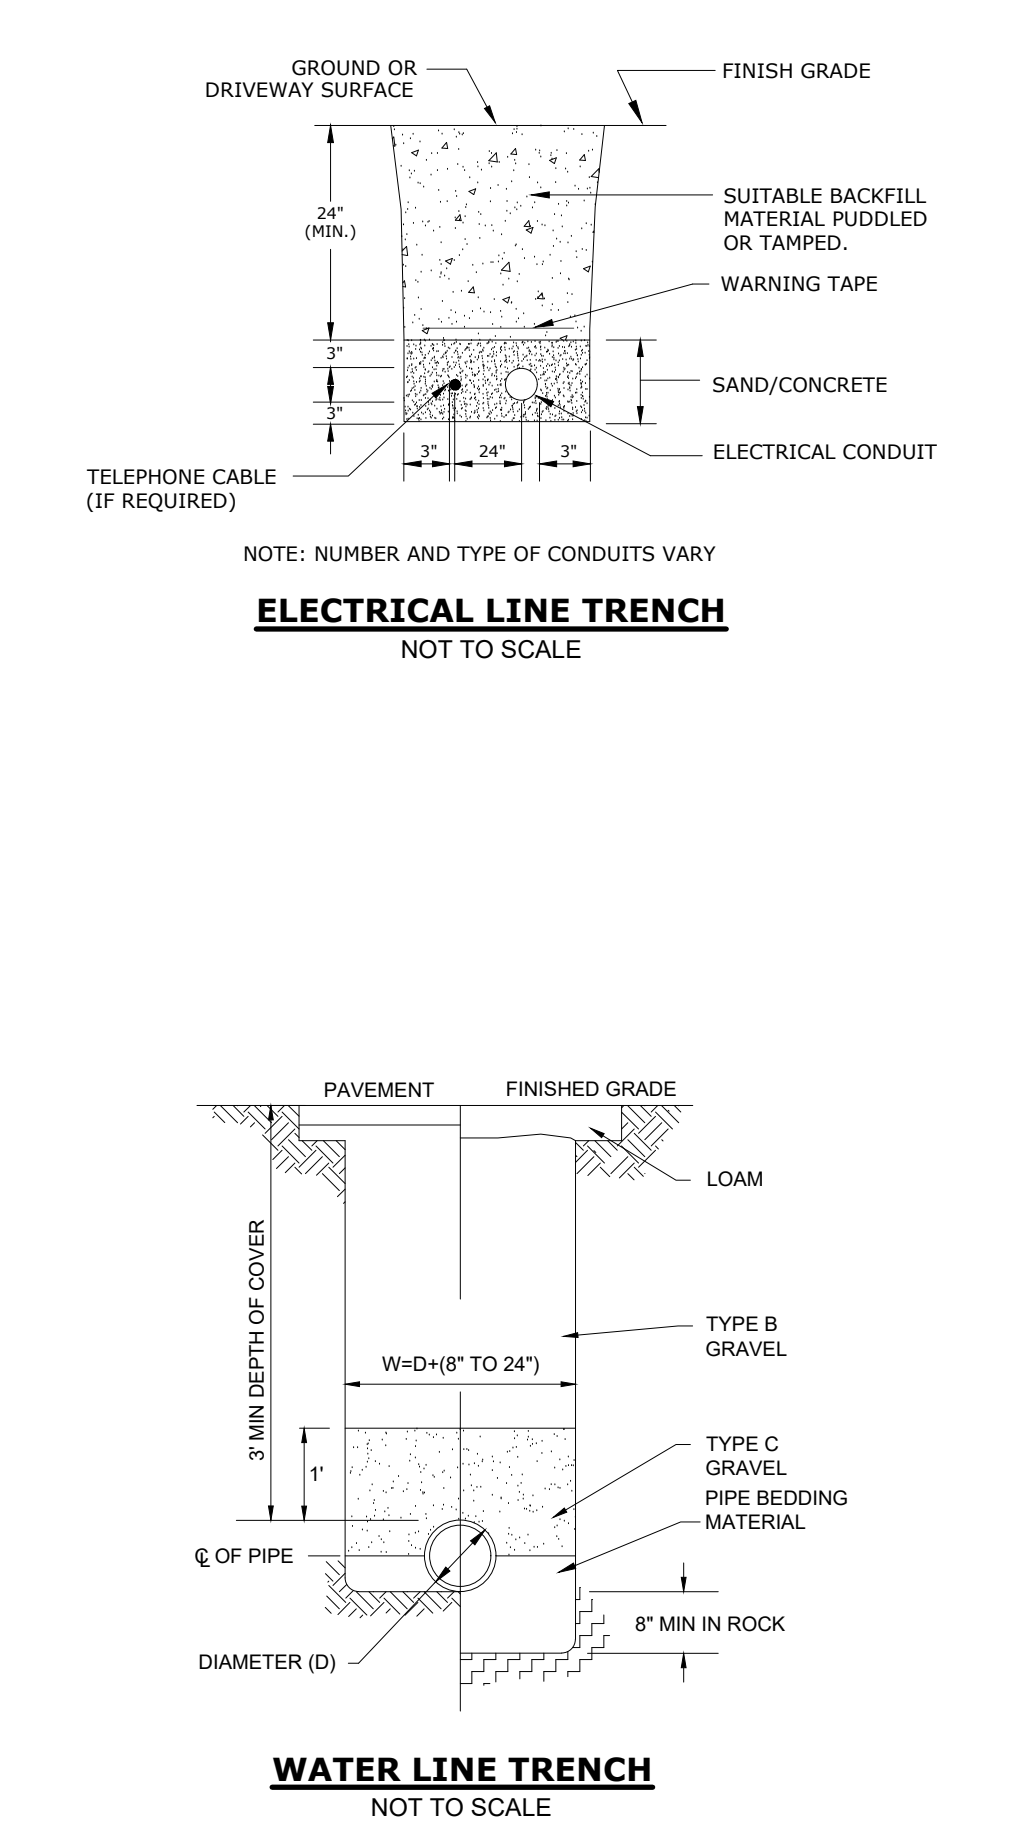 GROUND OR
DRIVEWAY SURFACE
FINISH GRADE
24"
(MIN.)
SUITABLE BACKFILL
MATERIAL PUDDLED
OR TAMPED.
WARNING TAPE
3"
SAND/CONCRETE
3"
3"
24"
3"
ELECTRICAL CONDUIT
TELEPHONE CABLE
(IF REQUIRED)
NOTE: NUMBER AND TYPE OF CONDUITS VARY
ELECTRICAL LINE TRENCH
NOT TO SCALE
PAVEMENT
FINISHED GRADE
LOAM
3' MIN DEPTH OF COVER
TYPE B
GRAVEL
W=D+(8" TO 24")
TYPE C
GRAVEL
1'
PIPE BEDDING
MATERIAL
℄ OF PIPE
8" MIN IN ROCK
DIAMETER (D)
WATER LINE TRENCH
NOT TO SCALE